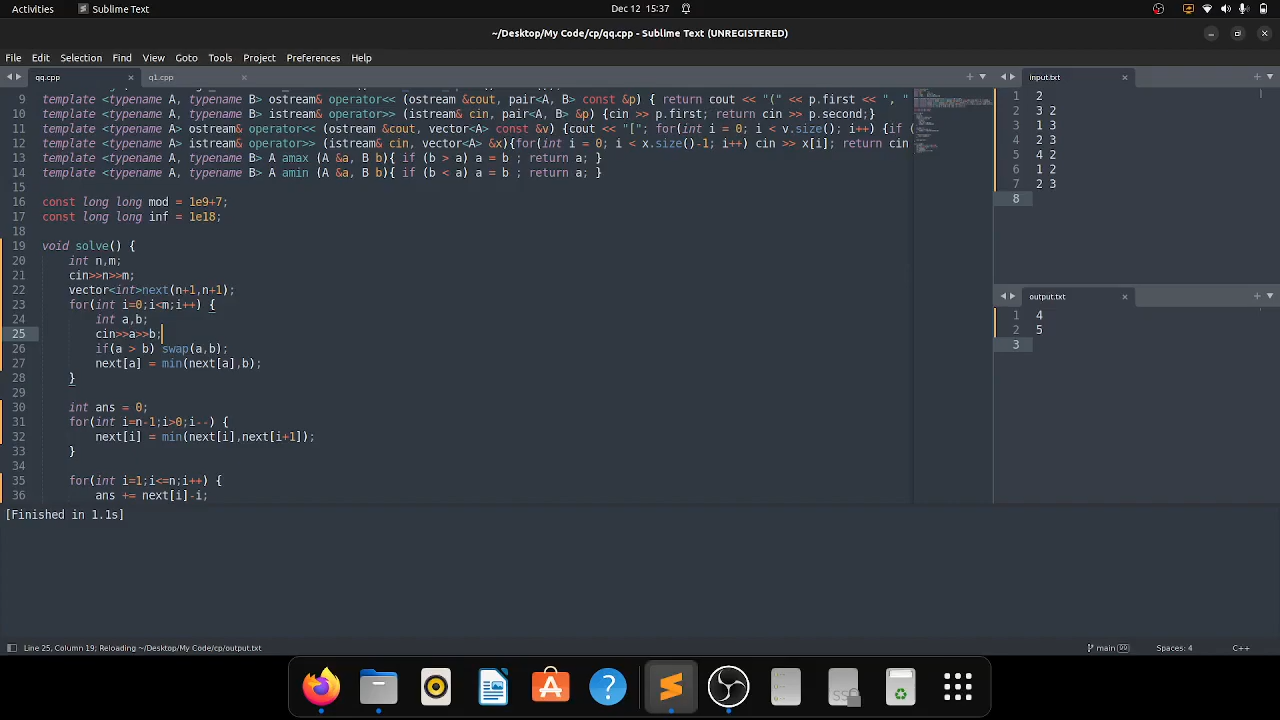 Activities Sublime Text Dec 12 15:37
~/Desktop/My Code/cp/qq.cpp - Sublime Text (UNREGISTERED)
File Edit Selection Find View Goto Tools Project Preferences Help
qq.cpp q1.cpp
9 template <typename A, typename B> ostream& operator<< (ostream &cout, pair<A, B> const &p) { return cout << "(" << p.first << ", "
10 template <typename A, typename B> istream& operator>> (istream& cin, pair<A, B> &p) {cin >> p.first; return cin >> p.second;}
11 template <typename A> ostream& operator<< (ostream &cout, vector<A> const &v) {cout << "["; for(int i = 0; i < v.size(); i++) {if (
12 template <typename A> istream& operator>> (istream& cin, vector<A> &x){for(int i = 0; i < x.size()-1; i++) cin >> x[i]; return cin
13 template <typename A, typename B> A amax (A &a, B b){ if (b > a) a = b ; return a; }
14 template <typename A, typename B> A amin (A &a, B b){ if (b < a) a = b ; return a; }
15
16 const long long mod = 1e9+7;
17 const long long inf = 1e18;
18
19 void solve() {
20 int n,m;
21 cin>>n>>m;
22 vector<int>next(n+1,n+1);
23 for(int i=0;i<m;i++) {
24 int a,b;
25 cin>>a>>b;
26 if(a > b) swap(a,b);
27 next[a] = min(next[a],b);
28 }
29
30 int ans = 0;
31 for(int i=n-1;i>0;i--) {
32 next[i] = min(next[i],next[i+1]);
33 }
34
35 for(int i=1;i<=n;i++) {
36 ans += next[i]-i;
input.txt
1 2
2 3 2
3 1 3
4 2 3
5 4 2
6 1 2
7 2 3
8
output.txt
1 4
2 5
3
[Finished in 1.1s]
Line 25, Column 19; Reloading ~/Desktop/My Code/cp/output.txt
main 99 Spaces: 4 C++